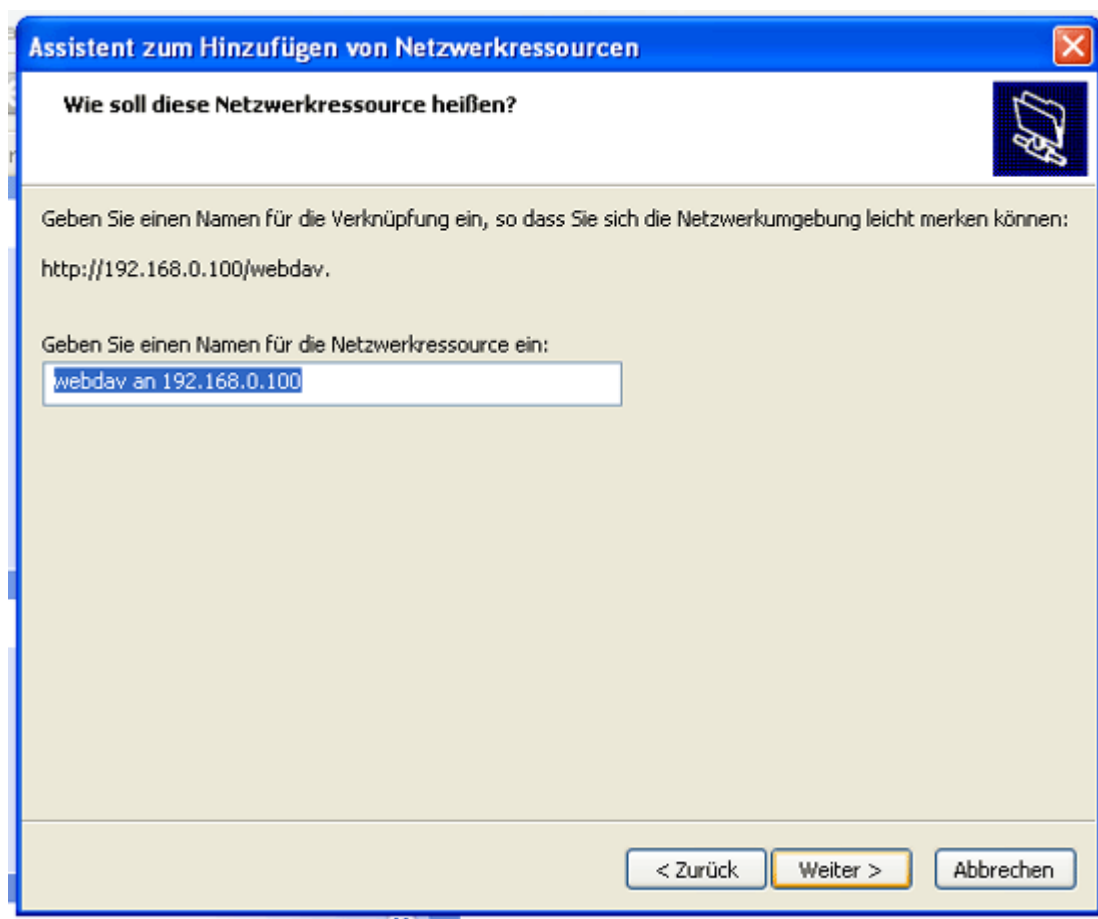 Assistent zum Hinzufügen von Netzwerkressourcen
Wie soll diese Netzwerkressource heißen?
Geben Sie einen Namen für die Verknüpfung ein, so dass Sie sich die Netzwerkumgebung leicht merken können:
http://192.168.0.100/webdav.
Geben Sie einen Namen für die Netzwerkressource ein:
webdav an 192.168.0.100
< Zurück
Weiter >
Abbrechen